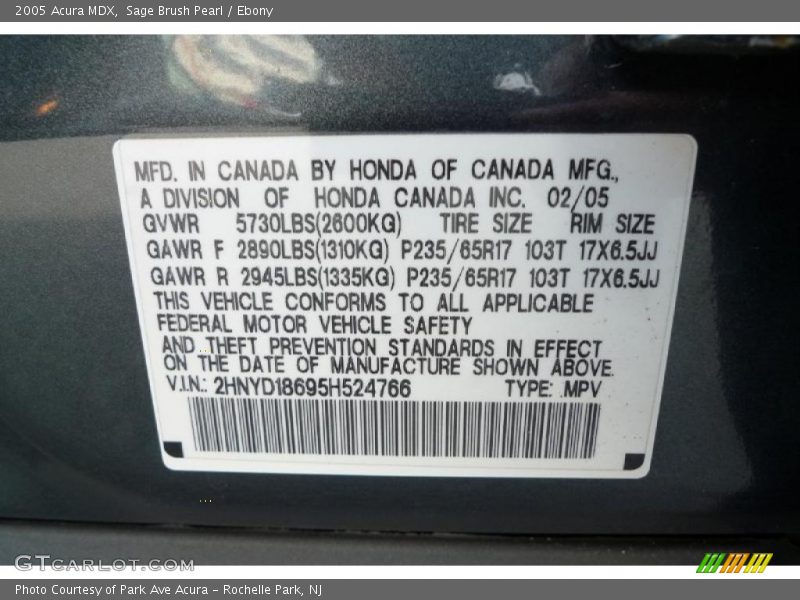 2005 Acura MDX, Sage Brush Pearl / Ebony
MFD. IN CANADA BY HONDA OF CANADA MFG.,
A DIVISION OF HONDA CANADA INC. 02/05
GVWR 5730LBS(2600KG) TIRE SIZE RIM SIZE
GAWR F 2890LBS(1310KG) P235/65R17 103T 17X6.5JJ
GAWR R 2945LBS(1335KG) P235/65R17 103T 17X6.5JJ
THIS VEHICLE CONFORMS TO ALL APPLICABLE
FEDERAL MOTOR VEHICLE SAFETY
AND THEFT PREVENTION STANDARDS IN EFFECT
ON THE DATE OF MANUFACTURE SHOWN ABOVE.
V.I.N.: 2HNYD18695H524766 TYPE: MPV
GTCARLOT.COM
Photo Courtesy of Park Ave Acura - Rochelle Park, NJ